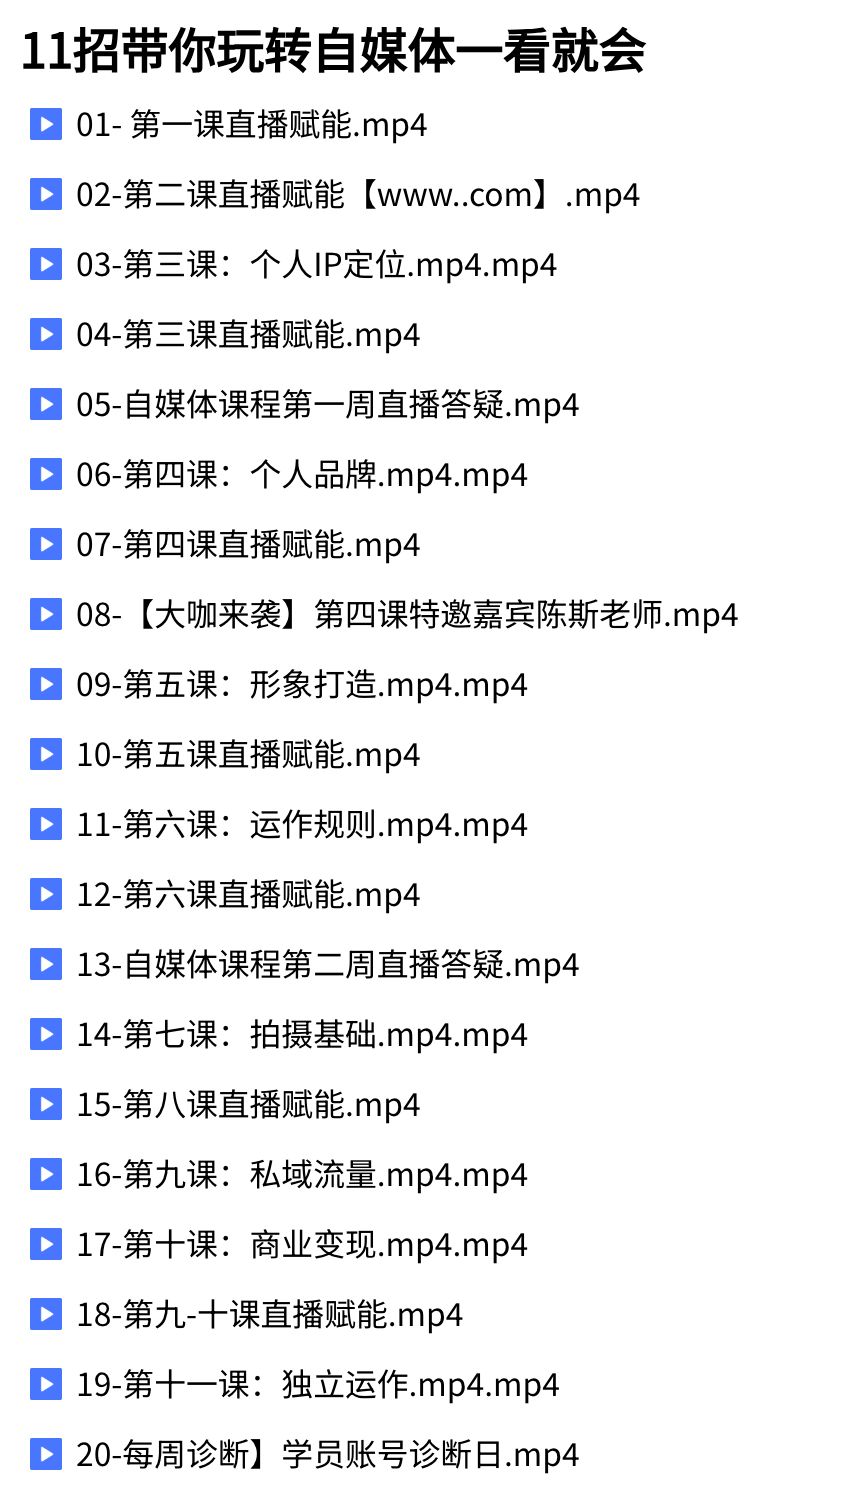 11招带你玩转自媒体一看就会
01- 第一课直播赋能.mp4
02-第二课直播赋能【www..com】.mp4
03-第三课：个人IP定位.mp4.mp4
04-第三课直播赋能.mp4
05-自媒体课程第一周直播答疑.mp4
06-第四课：个人品牌.mp4.mp4
07-第四课直播赋能.mp4
08-【大咖来袭】第四课特邀嘉宾陈斯老师.mp4
09-第五课：形象打造.mp4.mp4
10-第五课直播赋能.mp4
11-第六课：运作规则.mp4.mp4
12-第六课直播赋能.mp4
13-自媒体课程第二周直播答疑.mp4
14-第七课：拍摄基础.mp4.mp4
15-第八课直播赋能.mp4
16-第九课：私域流量.mp4.mp4
17-第十课：商业变现.mp4.mp4
18-第九-十课直播赋能.mp4
19-第十一课：独立运作.mp4.mp4
20-每周诊断】学员账号诊断日.mp4